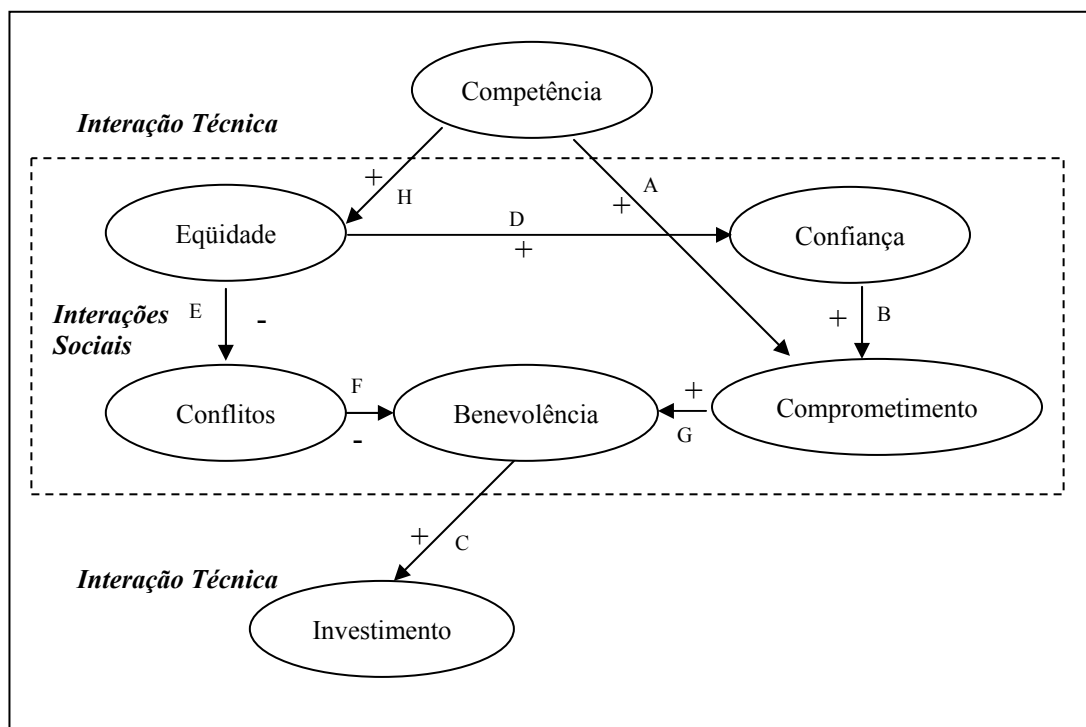 Competência
Interação Técnica
+
H
A
+
Eqüidade
D
+
Confiança
E
-
Interações
Sociais
+
B
Conflitos
F
-
Benevolência
+
G
Comprometimento
+
C
Interação Técnica
Investimento